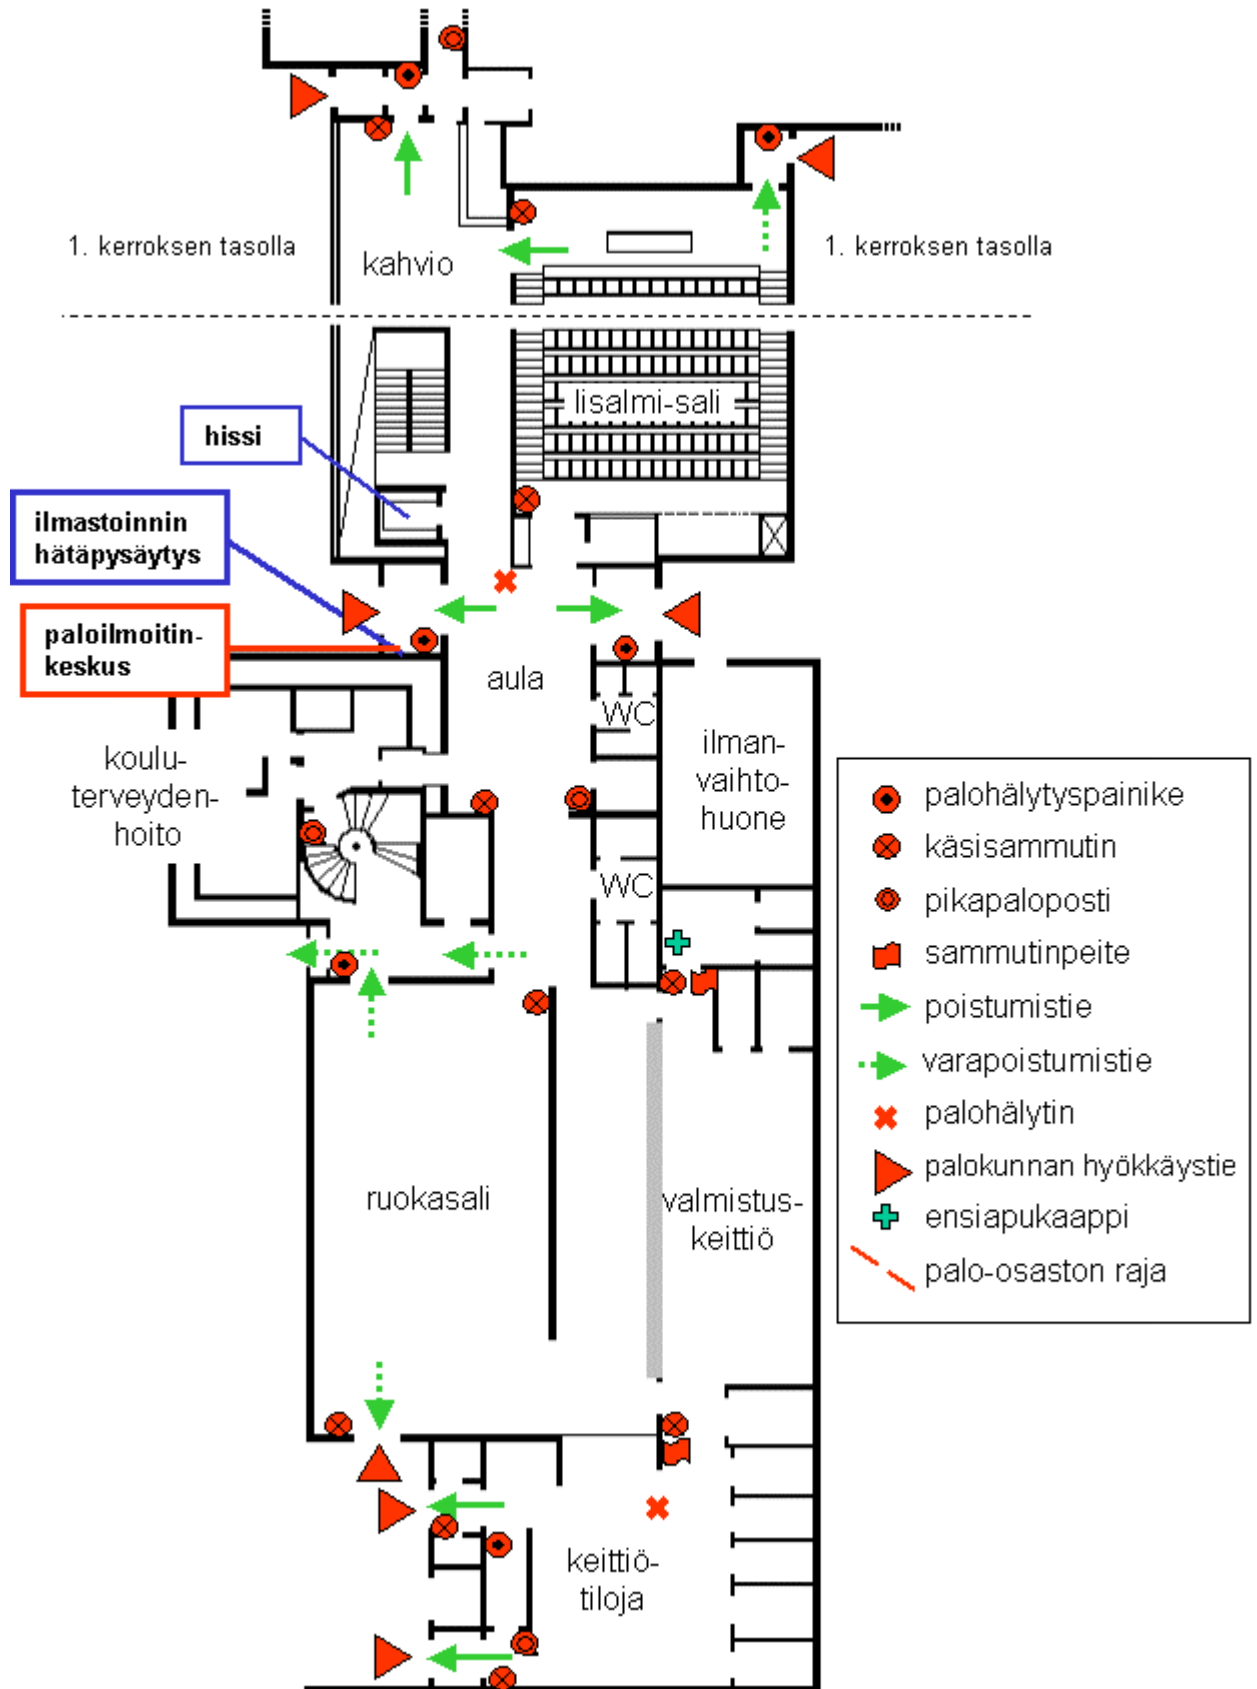 1. kerroksen tasolla
kahvio
1. kerroksen tasolla
Iisalmi-sali
hissi
ilmastoinnin
hätäpysäytys
paloilmoitin-
keskus
aula
WC
koulu-
terveyden-
hoito
ilman-
vaihto-
huone
WC
palohälytyspainike
käsisammutin
pikapaloposti
sammutinpeite
poistumistie
varapoistumistie
palohälytin
palokunnan hyökkäystie
ensiapukaappi
palo-osaston raja
ruokasali
valmistus-
keittiö
keittiö-
tiloja